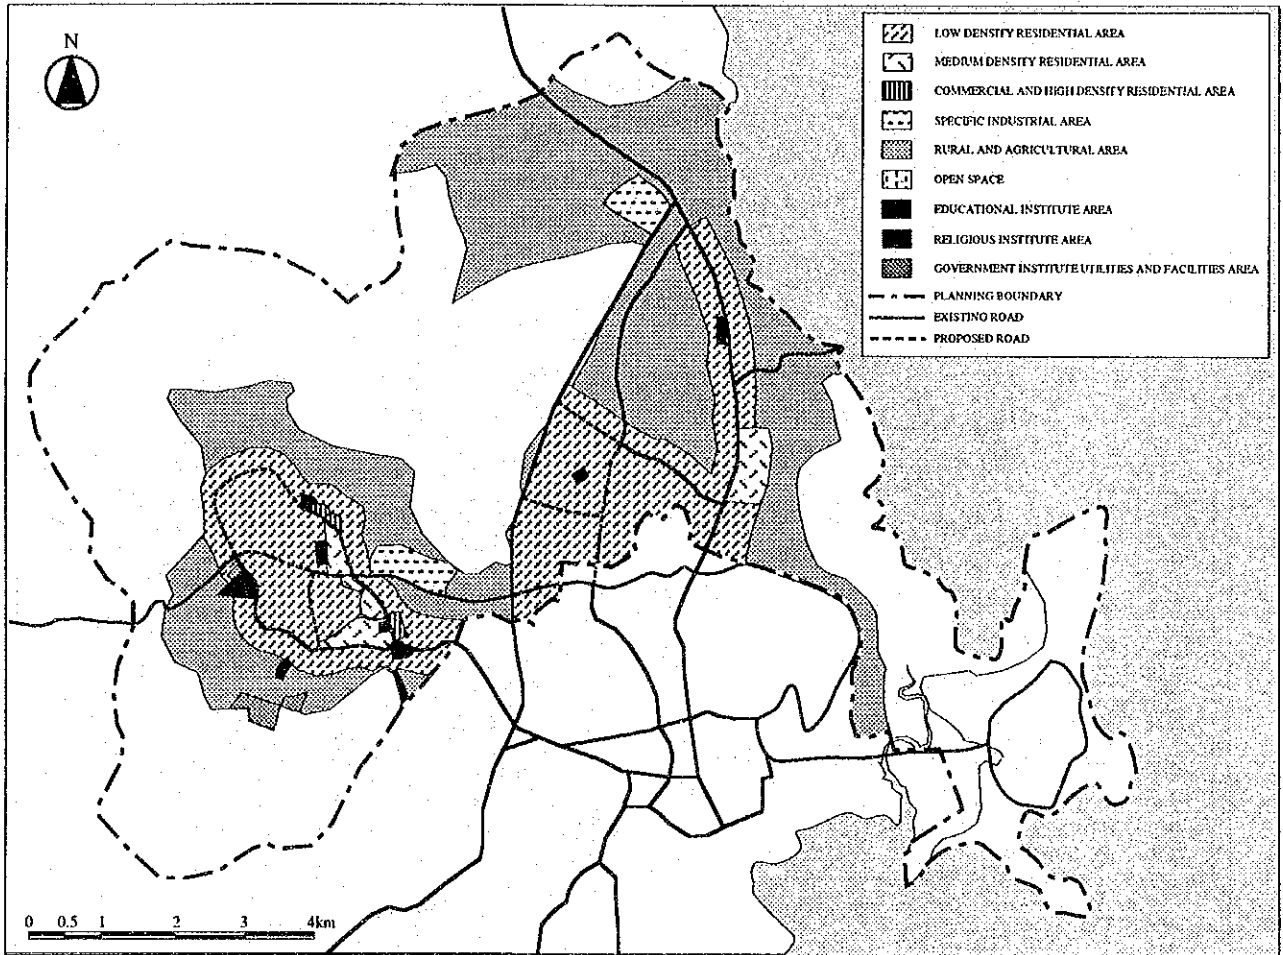 N
LOW DENSITY RESIDENTIAL AREA
MEDIUM DENSITY RESIDENTIAL AREA
COMMERCIAL AND HIGH DENSITY RESIDENTIAL AREA
SPECIFIC INDUSTRIAL AREA
RURAL AND AGRICULTURAL AREA
OPEN SPACE
EDUCATIONAL INSTITUTE AREA
RELIGIOUS INSTITUTE AREA
GOVERNMENT INSTITUTE UTILITIES AND FACILITIES AREA
PLANNING BOUNDARY
EXISTING ROAD
PROPOSED ROAD
0 0.5 1 2 3 4km